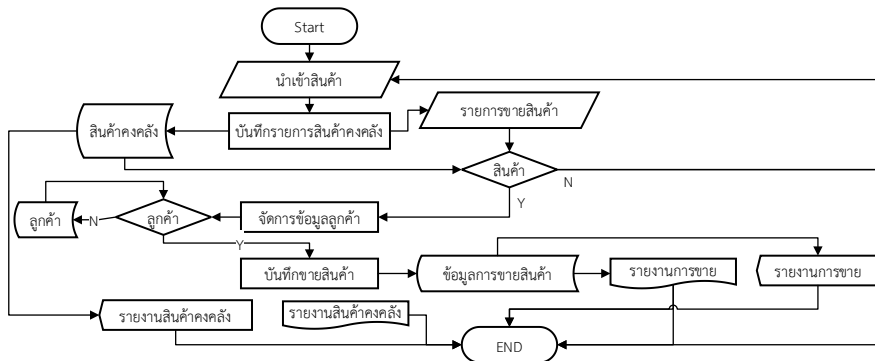 Start
นำเข้าสินค้า
บันทึกรายการสินค้าคงคลัง
สินค้าคงคลัง
รายการขายสินค้า
สินค้า
N
Y
ลูกค้า
N
ลูกค้า
จัดการข้อมูลลูกค้า
Y
บันทึกขายสินค้า
ข้อมูลการขายสินค้า
รายงานการขาย
รายงานการขาย
รายงานสินค้าคงคลัง
รายงานสินค้าคงคลัง
END